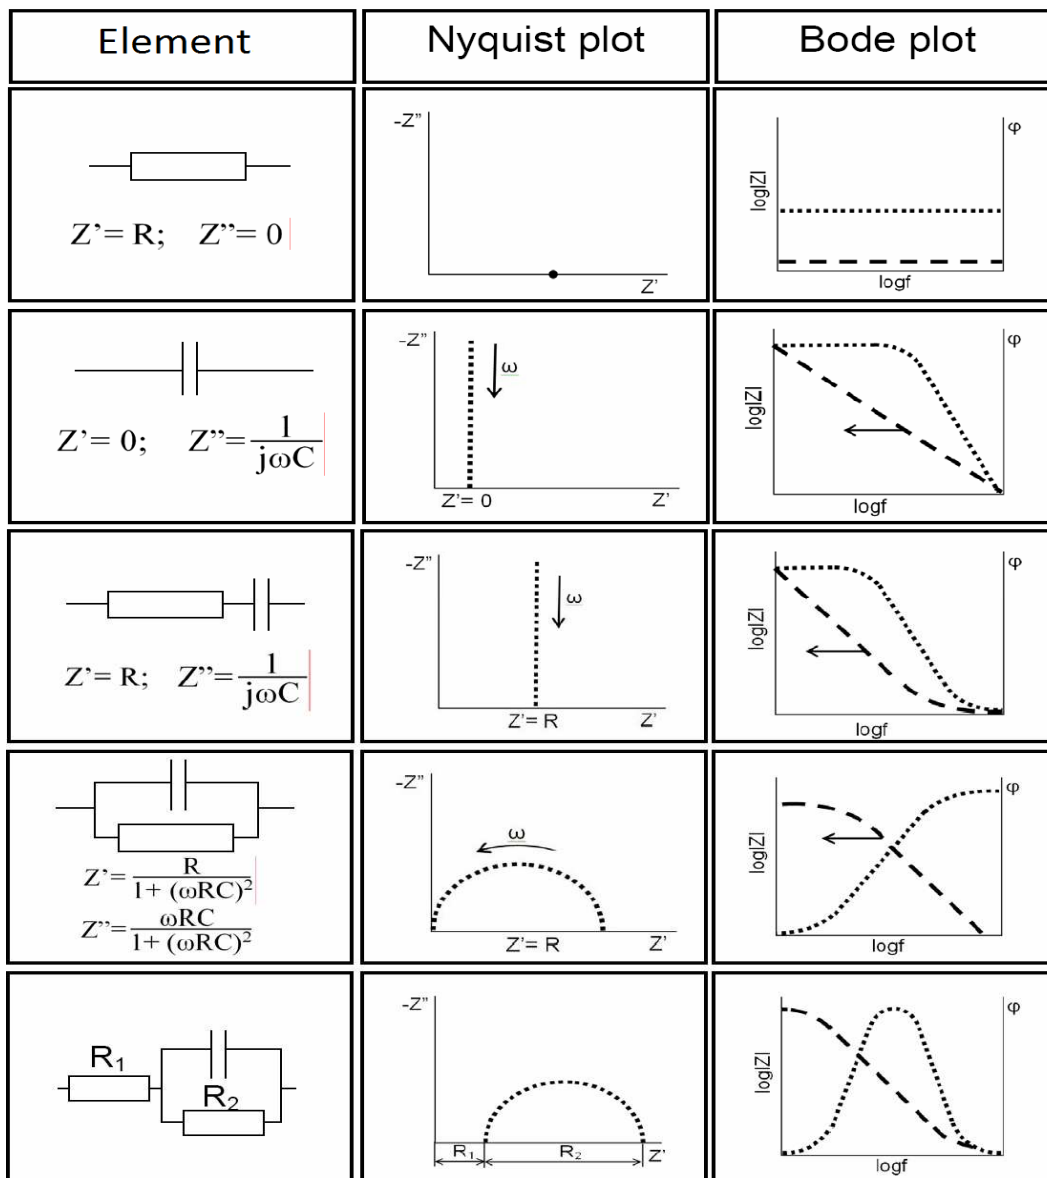 Element
Nyquist plot
Bode plot
Z’= R; Z”= 0
-Z”
Z’
log|Z|
φ
logf
Z’= 0; Z”= 1/jωC
-Z”
ω
Z’= 0
Z’
log|Z|
φ
logf
Z’= R; Z”= 1/jωC
-Z”
ω
Z’= R
Z’
log|Z|
φ
logf
Z’= R/1+ (ωRC)²
Z”= ωRC/1+ (ωRC)²
-Z”
ω
Z’= R
Z’
log|Z|
φ
logf
R₁
R₂
-Z”
R₁
R₂
Z’
log|Z|
φ
logf